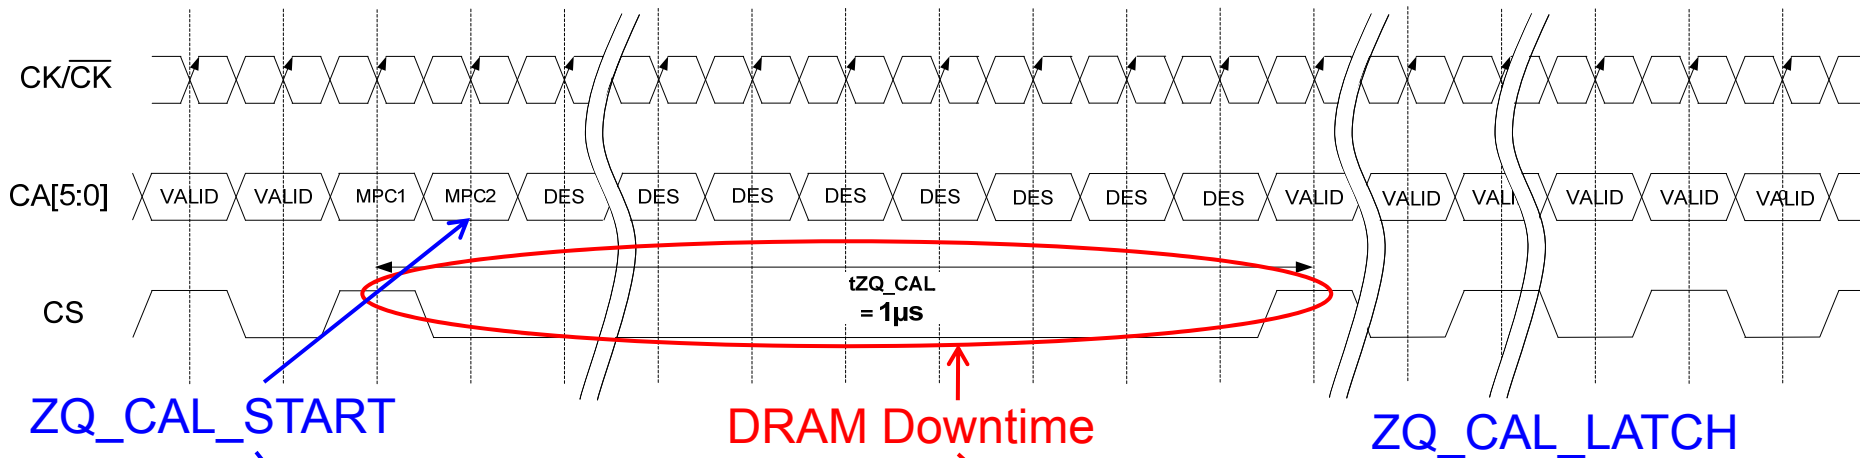 CK/C̅K̅
CA[5:0] VALID VALID MPC1 MPC2 DES DES DES DES DES DES DES DES VALID VALID VALI VALID VALID VALID
tZQ_CAL
= 1µs
CS
ZQ_CAL_START DRAM Downtime ZQ_CAL_LATCH